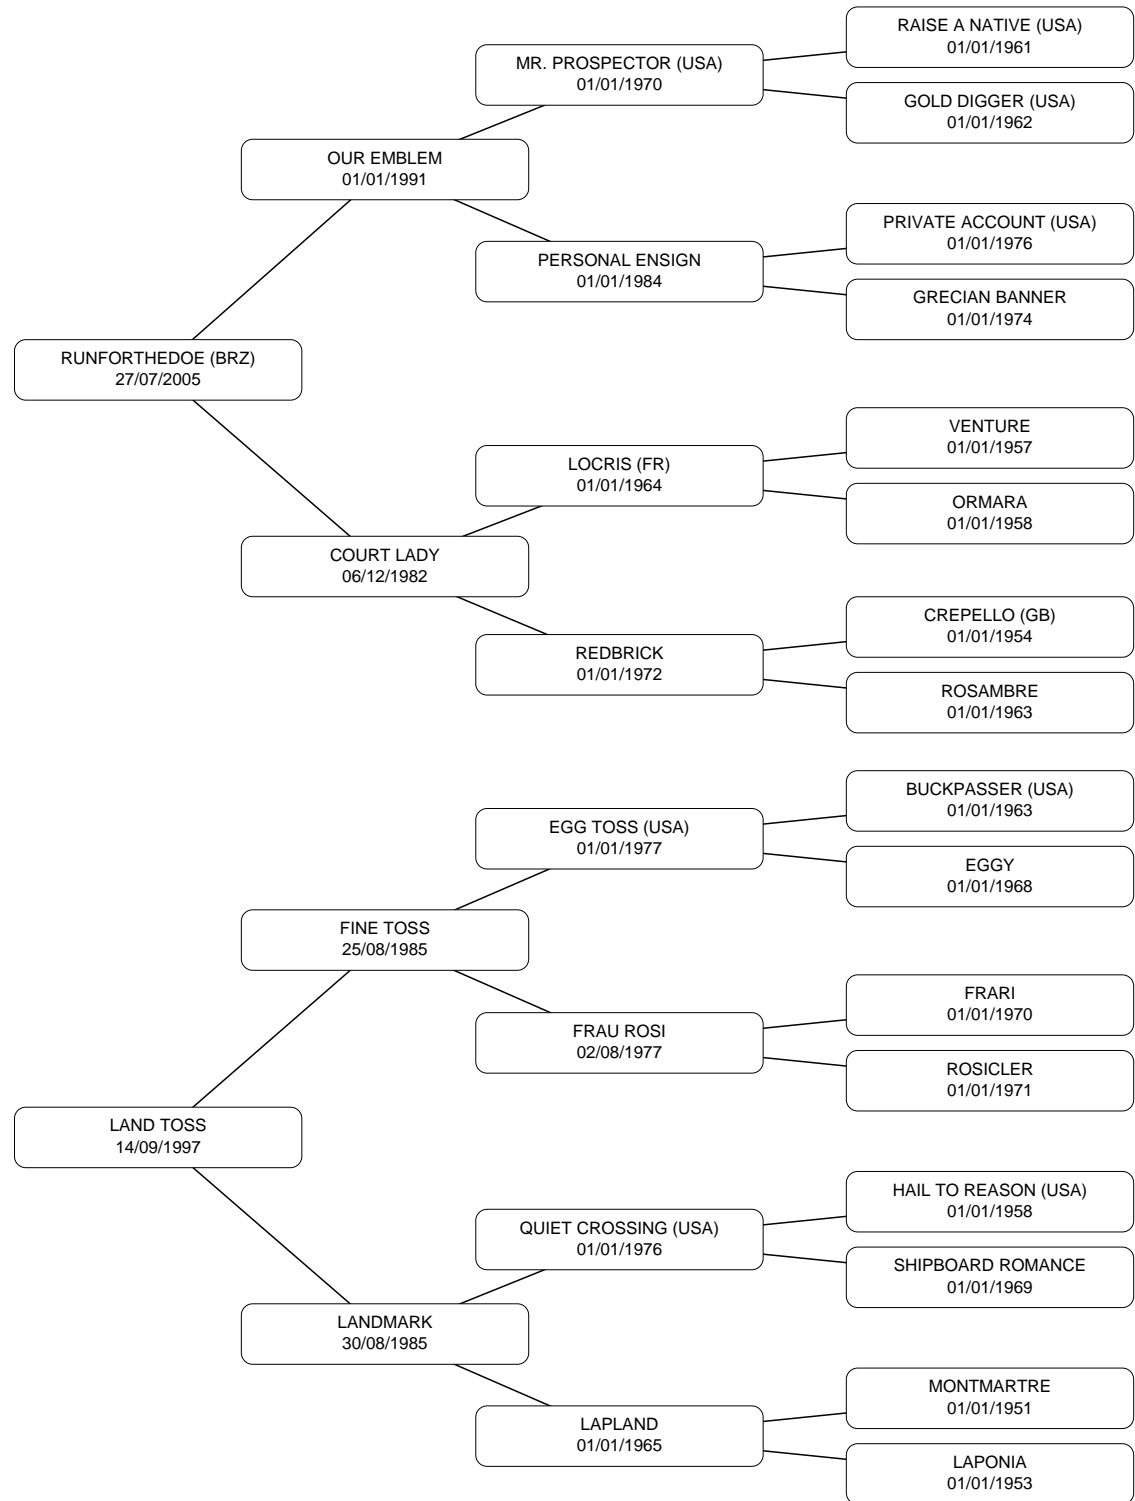 RAISE A NATIVE (USA)
01/01/1961
MR. PROSPECTOR (USA)
01/01/1970
GOLD DIGGER (USA)
01/01/1962
OUR EMBLEM
01/01/1991
PRIVATE ACCOUNT (USA)
01/01/1976
PERSONAL ENSIGN
01/01/1984
GRECIAN BANNER
01/01/1974
RUNFORTHEDOE (BRZ)
27/07/2005
VENTURE
01/01/1957
LOCRIS (FR)
01/01/1964
ORMARA
01/01/1958
COURT LADY
06/12/1982
CREPELLO (GB)
01/01/1954
REDBRICK
01/01/1972
ROSAMBRE
01/01/1963
BUCKPASSER (USA)
01/01/1963
EGG TOSS (USA)
01/01/1977
EGGY
01/01/1968
FINE TOSS
25/08/1985
FRARI
01/01/1970
FRAU ROSI
02/08/1977
ROSICLER
01/01/1971
LAND TOSS
14/09/1997
HAIL TO REASON (USA)
01/01/1958
QUIET CROSSING (USA)
01/01/1976
SHIPBOARD ROMANCE
01/01/1969
LANDMARK
30/08/1985
MONTMARTRE
01/01/1951
LAPLAND
01/01/1965
LAPONIA
01/01/1953